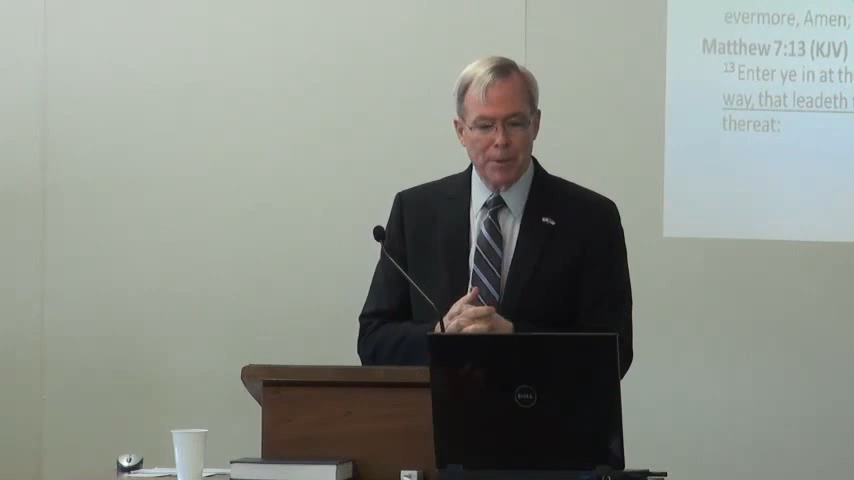 evermore, Amen;
Matthew 7:13 (KJV)
13 Enter ye in at th
way, that leadeth
thereat:
DELL